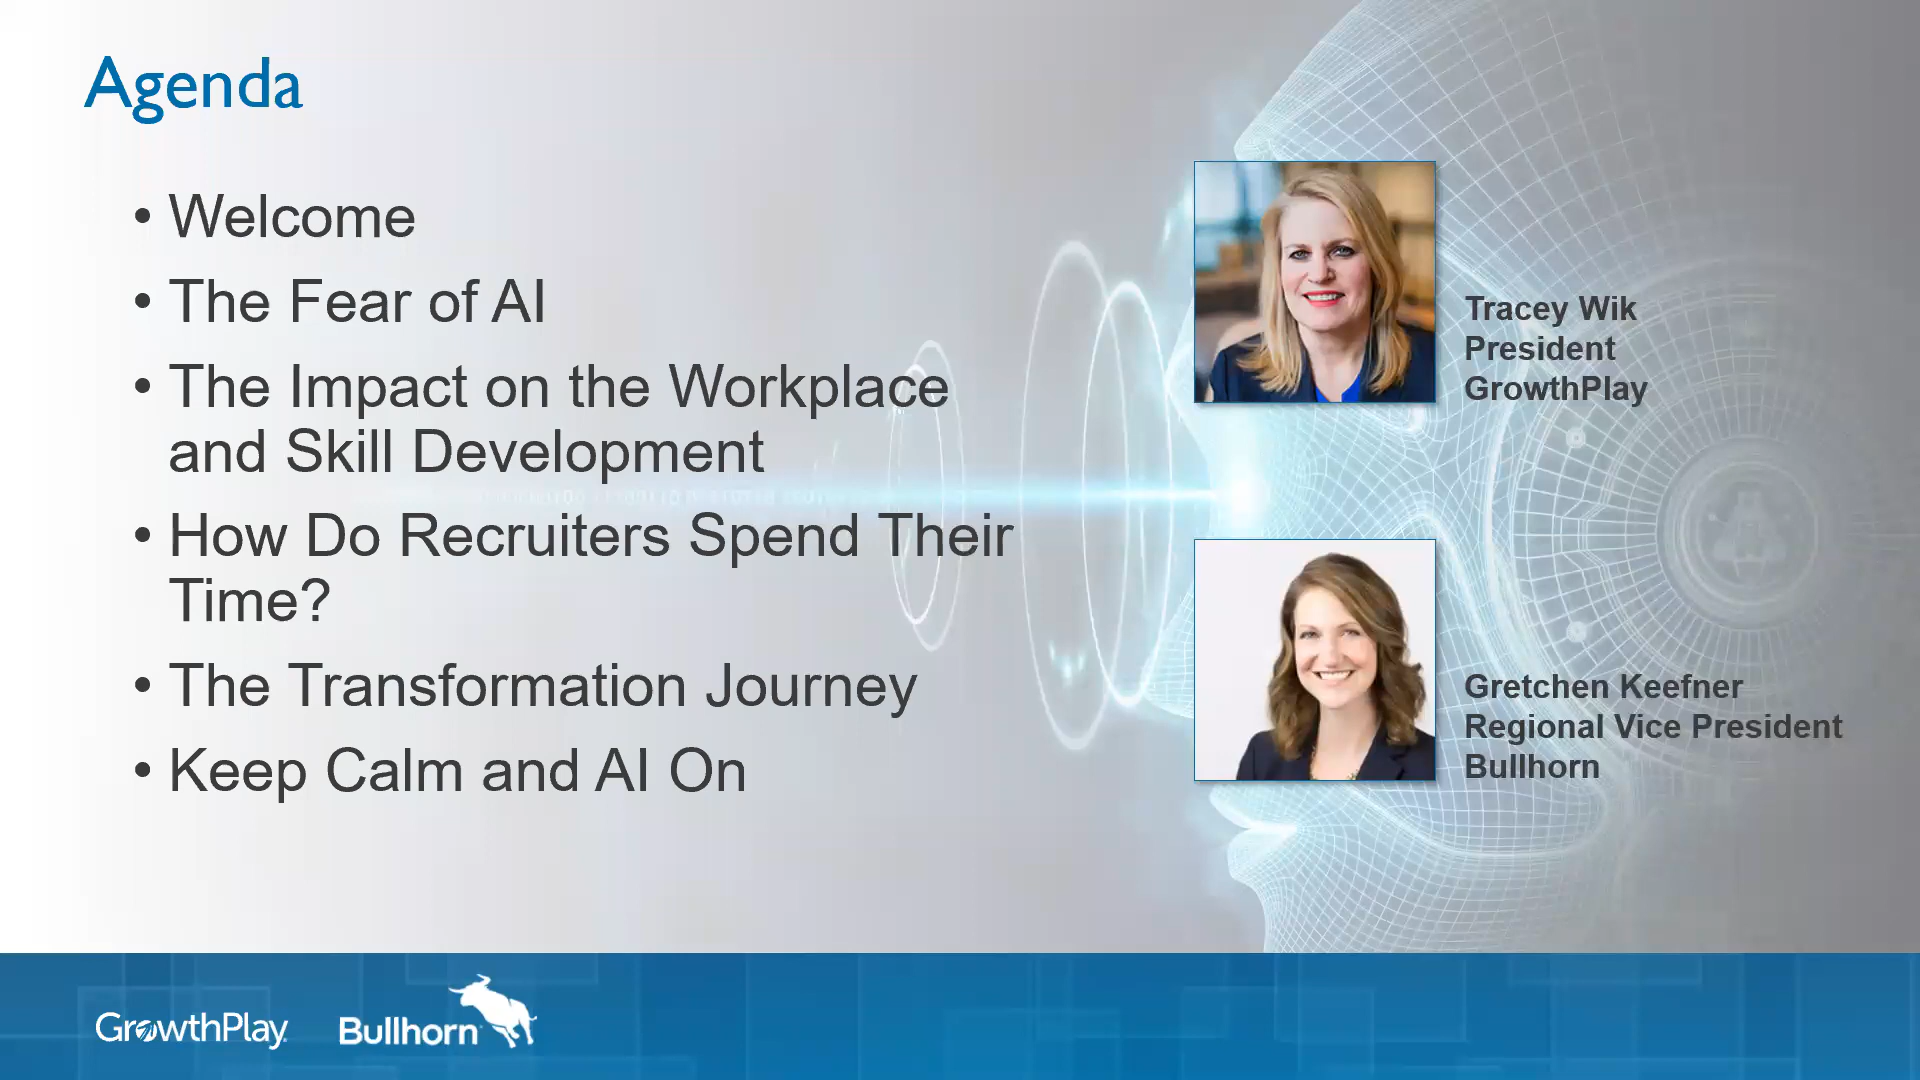 Agenda
• Welcome
• The Fear of AI
• The Impact on the Workplace
and Skill Development
• How Do Recruiters Spend Their
Time?
• The Transformation Journey
• Keep Calm and AI On
Tracey Wik
President
GrowthPlay
Gretchen Keefner
Regional Vice President
Bullhorn
GrowthPlay
Bullhorn